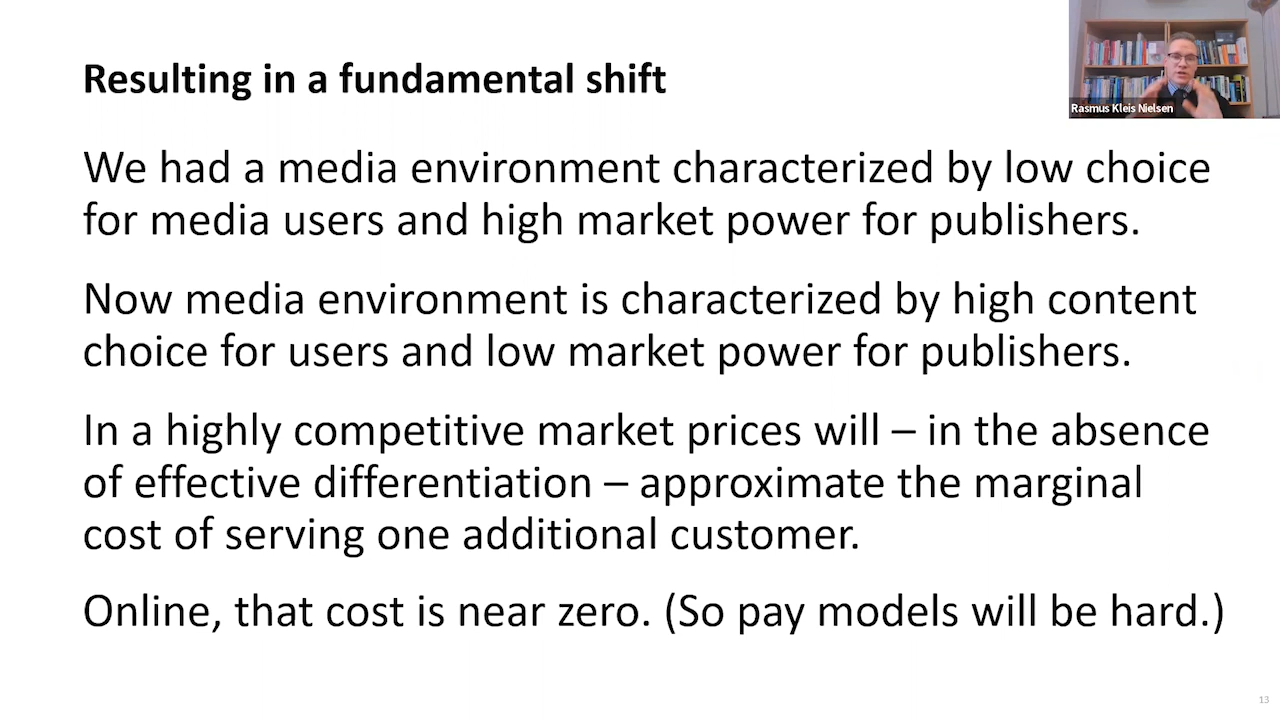 Resulting in a fundamental shift
Rasmus Kleis Nielsen
We had a media environment characterized by low choice
for media users and high market power for publishers.
Now media environment is characterized by high content
choice for users and low market power for publishers.
In a highly competitive market prices will – in the absence
of effective differentiation – approximate the marginal
cost of serving one additional customer.
Online, that cost is near zero. (So pay models will be hard.)
13